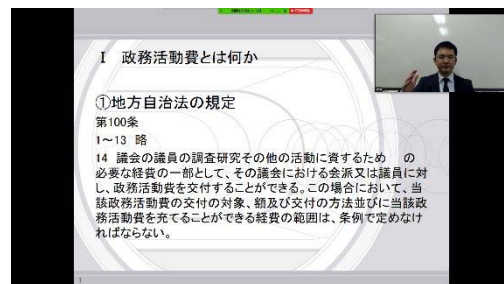 Ⅰ 政務活動費とは何か
①地方自治法の規定
第100条
1~13 略
14 議会の議員の調査研究その他の活動に資するため の
必要な経費の一部として、その議会における会派又は議員に対
し、政務活動費を交付することができる。この場合において、当
該政務活動費の交付の対象、額及び交付の方法並びに当該政
務活動費を充てることができる経費の範囲は、条例で定めなけ
ればならない。
1